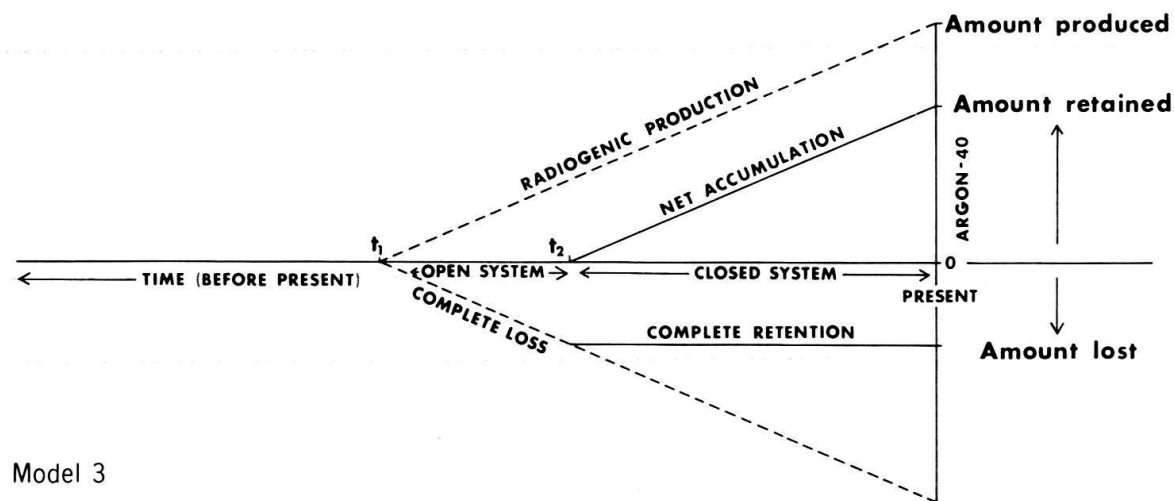 Amount produced
RADIOGENIC PRODUCTION
Amount retained
NET ACCUMULATION
ARGON-40
t₁
t₂
0
TIME (BEFORE PRESENT)
OPEN SYSTEM
CLOSED SYSTEM
PRESENT
COMPLETE LOSS
COMPLETE RETENTION
Amount lost
Model 3